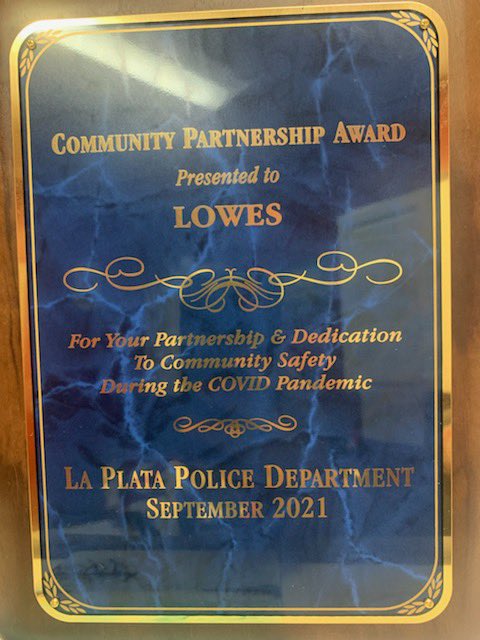 COMMUNITY PARTNERSHIP AWARD
Presented to
LOWES
For Your Partnership & Dedication
To Community Safety
During the COVID Pandemic
LA PLATA POLICE DEPARTMENT
SEPTEMBER 2021